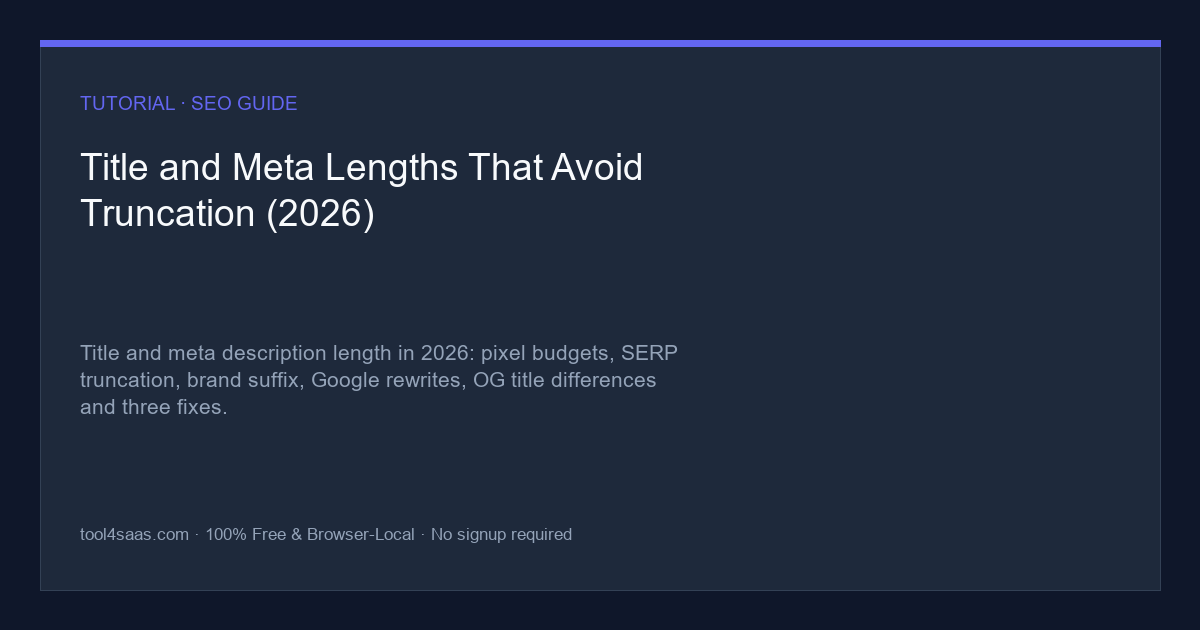 TUTORIAL · SEO GUIDE
Title and Meta Lengths That Avoid
Truncation (2026)
Title and meta description length in 2026: pixel budgets, SERP
truncation, brand suffix, Google rewrites, OG title differences
and three fixes.
tool4saas.com · 100% Free & Browser-Local · No signup required